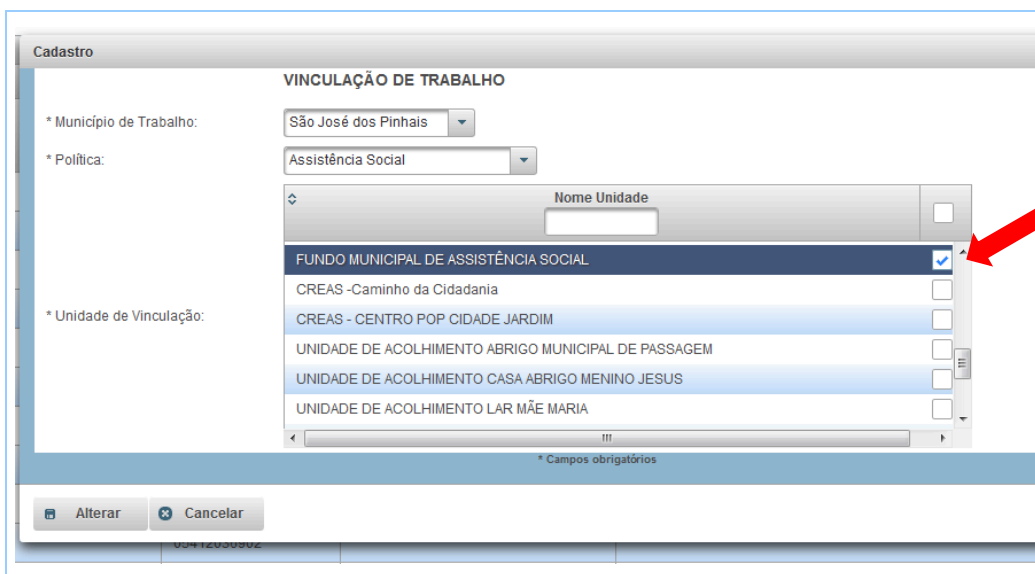 Cadastro
VINCULAÇÃO DE TRABALHO
* Município de Trabalho: São José dos Pinhais
* Política: Assistência Social
Nome Unidade
FUNDO MUNICIPAL DE ASSISTÊNCIA SOCIAL
CREAS -Caminho da Cidadania
* Unidade de Vinculação: CREAS - CENTRO POP CIDADE JARDIM
UNIDADE DE ACOLHIMENTO ABRIGO MUNICIPAL DE PASSAGEM
UNIDADE DE ACOLHIMENTO CASA ABRIGO MENINO JESUS
UNIDADE DE ACOLHIMENTO LAR MÃE MARIA
* Campos obrigatórios
Alterar Cancelar